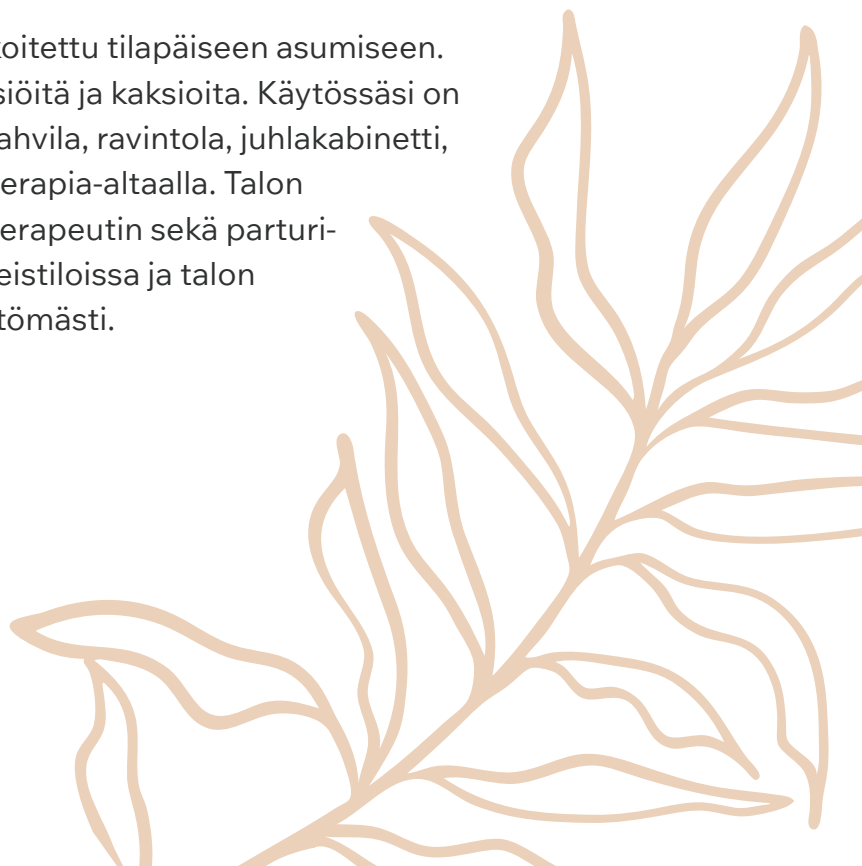 koitettu tilapäiseen asumiseen.
siöitä ja kaksioita. Käytössäsi on
ahvila, ravintola, juhlakabinetti,
erapia-altaalla. Talon
erapeutin sekä parturi-
eistiloissa ja talon
tömästi.